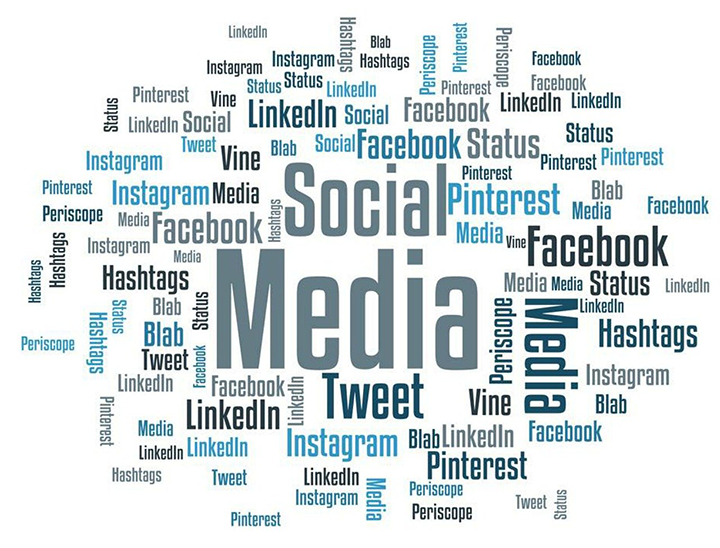 LinkedIn
Hashtags
Blab
Periscope
Pinterest
Periscope
Instagram
Instagram
Hashtags
Facebook
Status
Status
LinkedIn
Pinterest
Facebook
Pinterest
Vine
LinkedIn
Social
Facebook
LinkedIn
LinkedIn
Status
LinkedIn
Social
Tweet
Vine
Blab
Social
Facebook
Status
Status
Instagram
Pinterest
Pinterest
Pinterest
Pinterest
Instagram
Media
Social
Pinterest
Blab
Periscope
Media
Facebook
Hashtags
Media
Media
Facebook
Hashtags
Hashtags
Instagram
Media
Vine
Facebook
Hashtags
Media
Media
Media
Status
LinkedIn
Blab
Status
Status
Hashtags
Periscope
Media
LinkedIn
Periscope
Blab
Hashtags
Tweet
Facebook
LinkedIn
Facebook
LinkedIn
Tweet
Vine
Instagram
Pinterest
LinkedIn
Blab
Media
Instagram
Blab
LinkedIn
Facebook
LinkedIn
LinkedIn
Pinterest
Hashtags
Tweet
LinkedIn
Instagram
Media
Periscope
Periscope
Tweet
Status
Pinterest